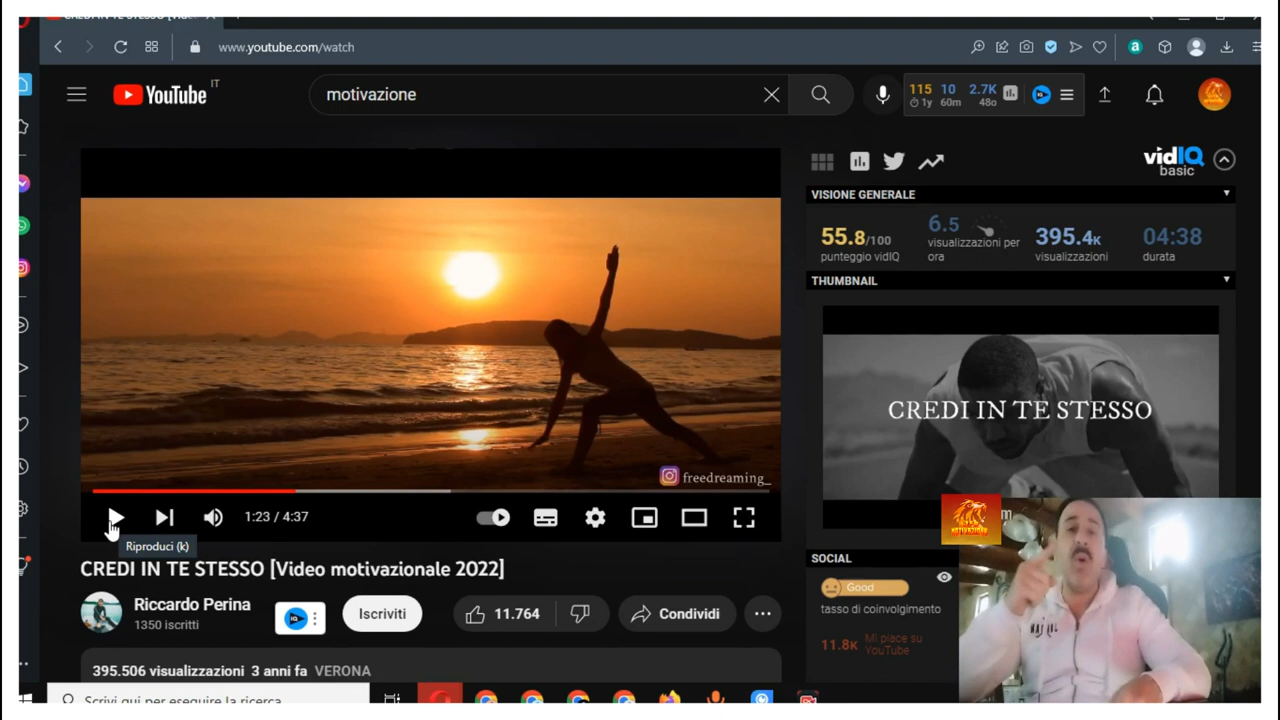 CREDI IN TE STESSO
www.youtube.com/watch
YouTube IT
motivazione
115 10 2.7K
1y 60m 48o
vidIQ
basic
VISIONE GENERALE
55.8/100
punteggio vidIQ
6.5
visualizzazioni per
ora
395.4K
visualizzazioni
04:38
durata
THUMBNAIL
CREDI IN TE STESSO
freedreaming_
1:23 / 4:37
Riproduci (k)
CREDI IN TE STESSO [Video motivazionale 2022]
Riccardo Perina
1350 iscritti
Iscriviti
11.764
Condividi
395.506 visualizzazioni 3 anni fa VERONA
SOCIAL
Good
tasso di coinvolgimento
11.8K
Mi piace su
YouTube
Scrivi qui per eseguire la ricerca